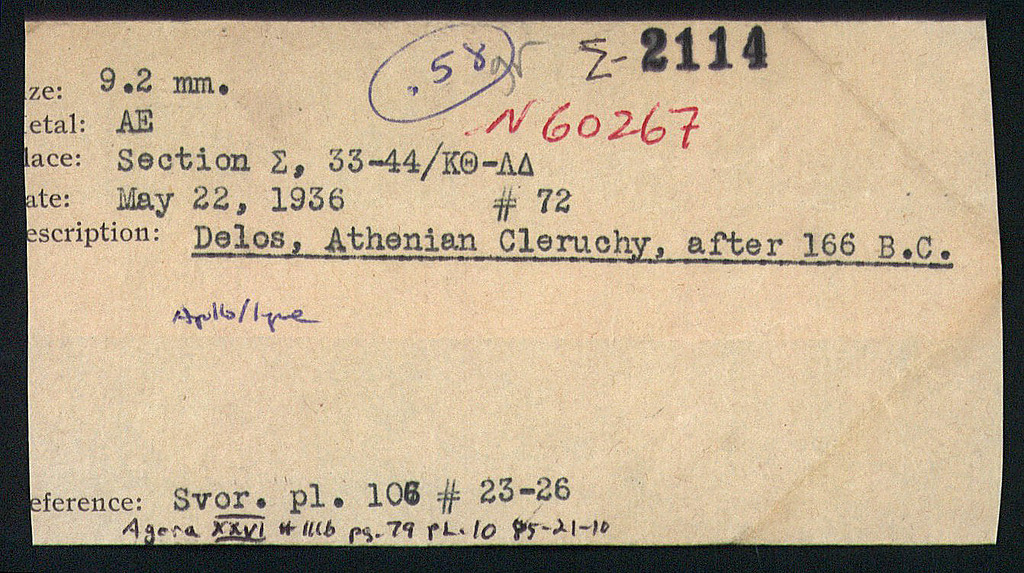 .58 gr Σ-2114
ze: 9.2 mm.
N 60267
etal: AE
lace: Section Σ, 33-44/ΚΘ-ΛΔ
ate: May 22, 1936 # 72
escription: Delos, Athenian Cleruchy, after 166 B.C.
Apollo/lyre
eference: Svor. pl. 106 # 23-26
Agora XXVI # 111b pg. 79 pl. 10 85-21-10